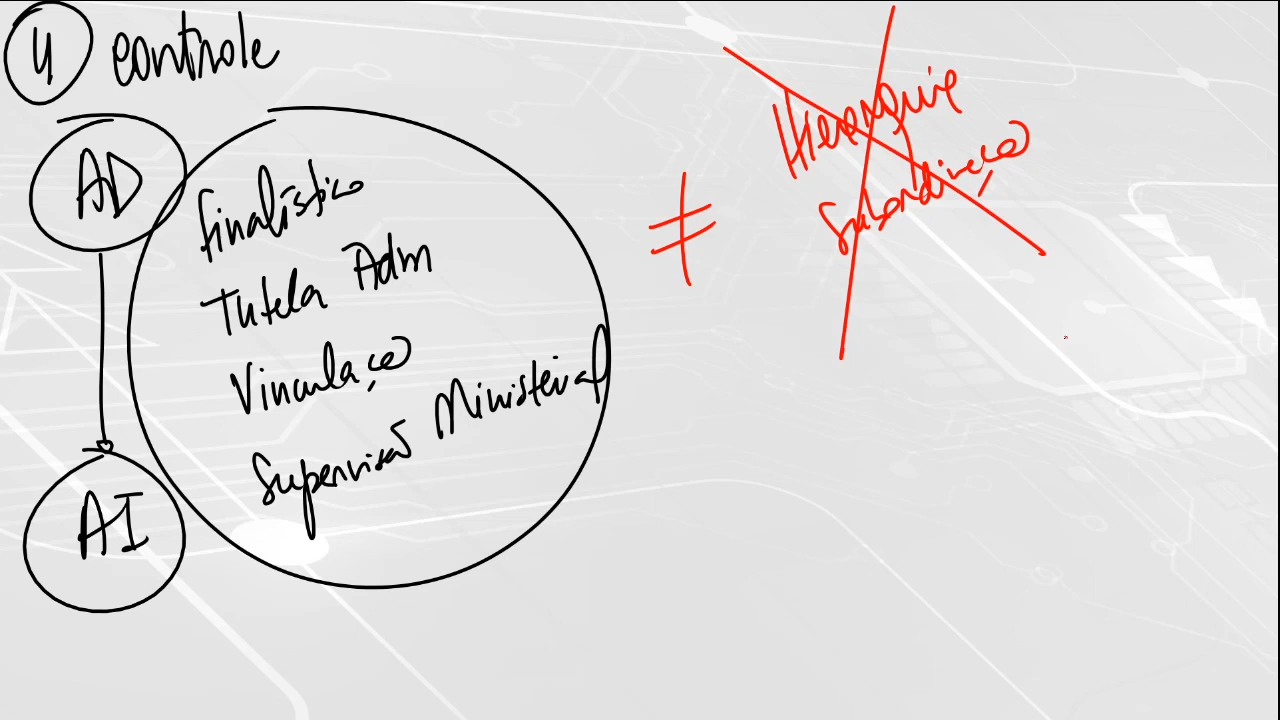 4 controle
AD
finalístico
Tutela Adm
Vinculação
Supervisão Ministerial
AI
≠
Hierarquia
Subordinação